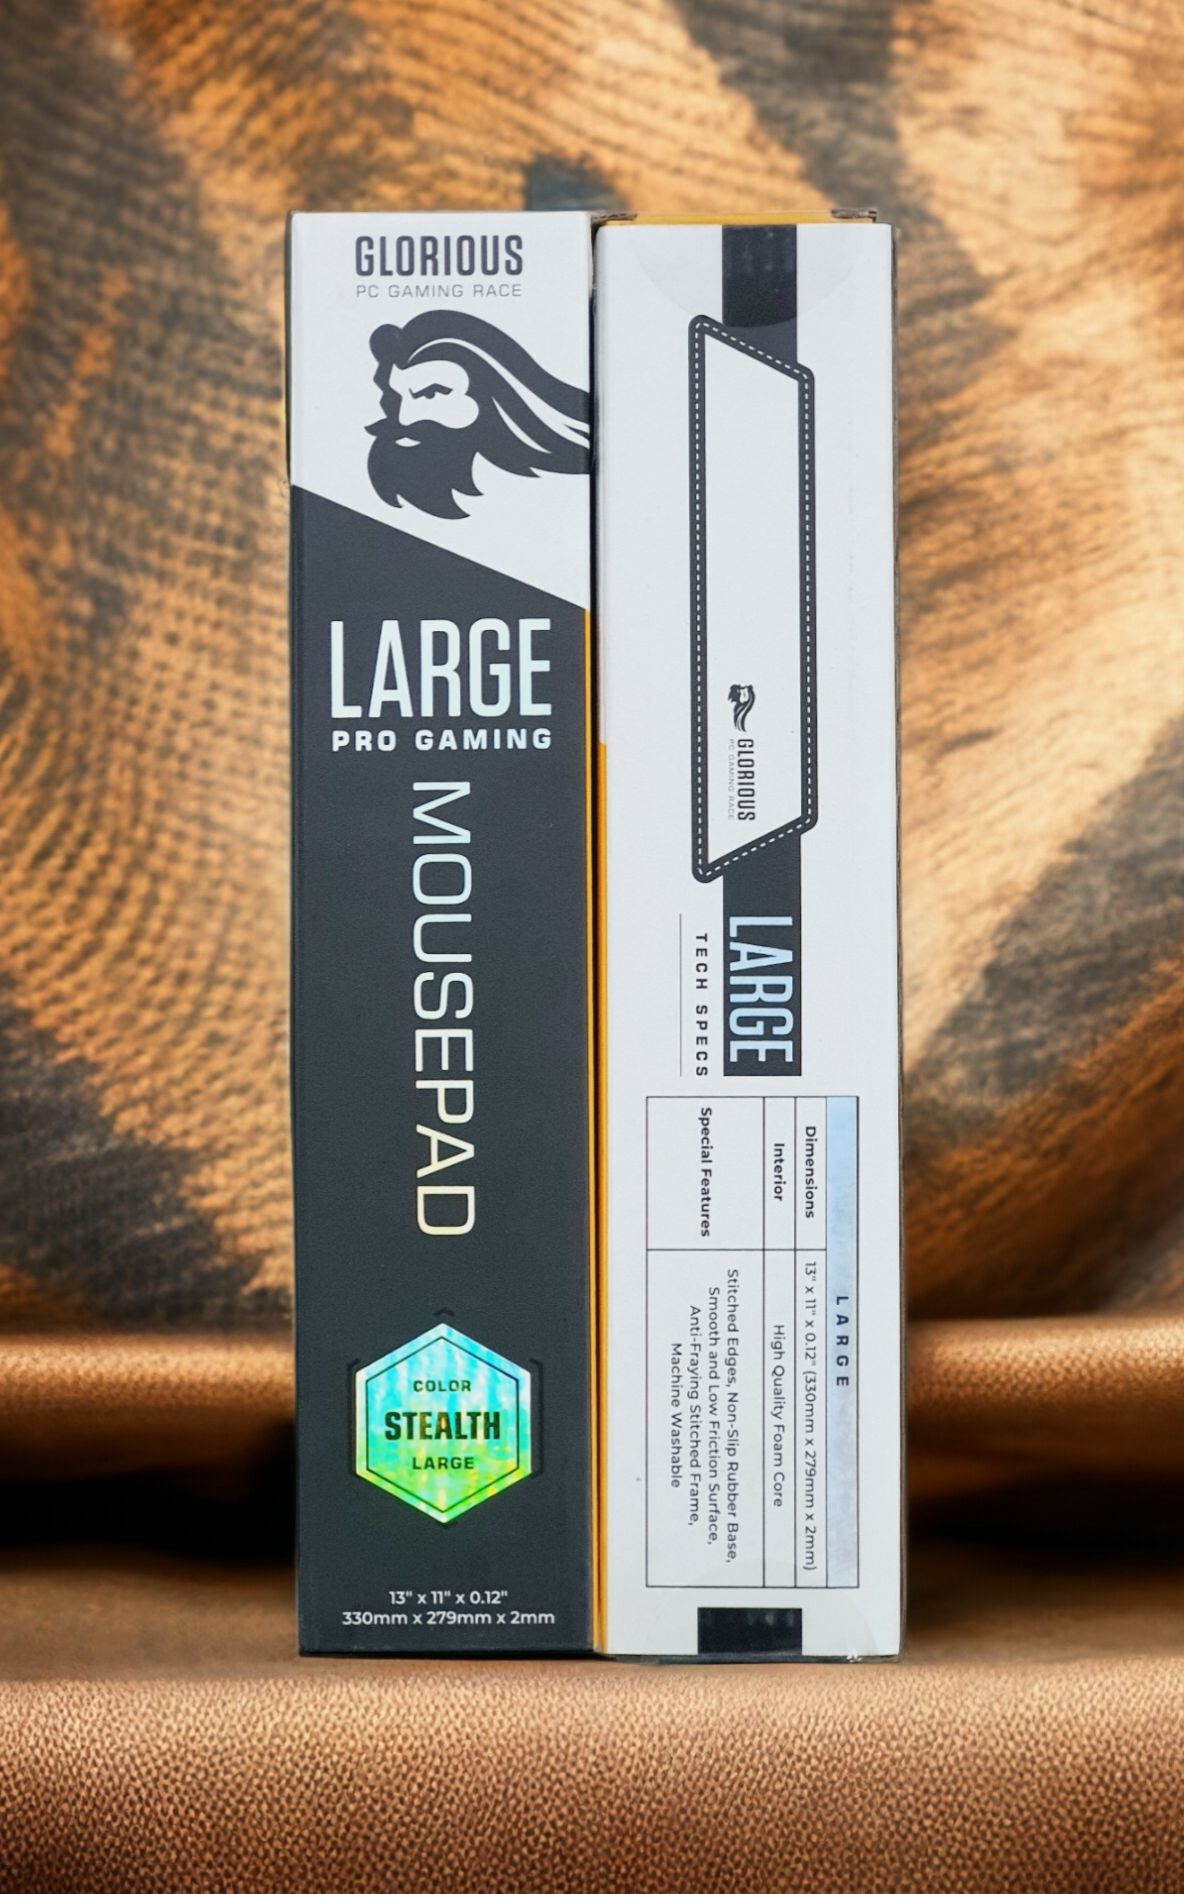 GLORIOUS
PC GAMING RACE
LARGE
PRO GAMING
MOUSEPAD
COLOR
STEALTH
LARGE
13" x 11" x 0.12"
330mm x 279mm x 2mm
GLORIOUS
PC GAMING RACE
LARGE
TECH SPECS
LARGE
Dimensions 13" x 11" x 0.12" (330mm x 279mm x 2mm)
Interior High Quality Foam Core
Special Features Stitched Edges, Non-Slip Rubber Base,
Smooth and Low Friction Surface,
Anti-Fraying Stitched Frame,
Machine Washable